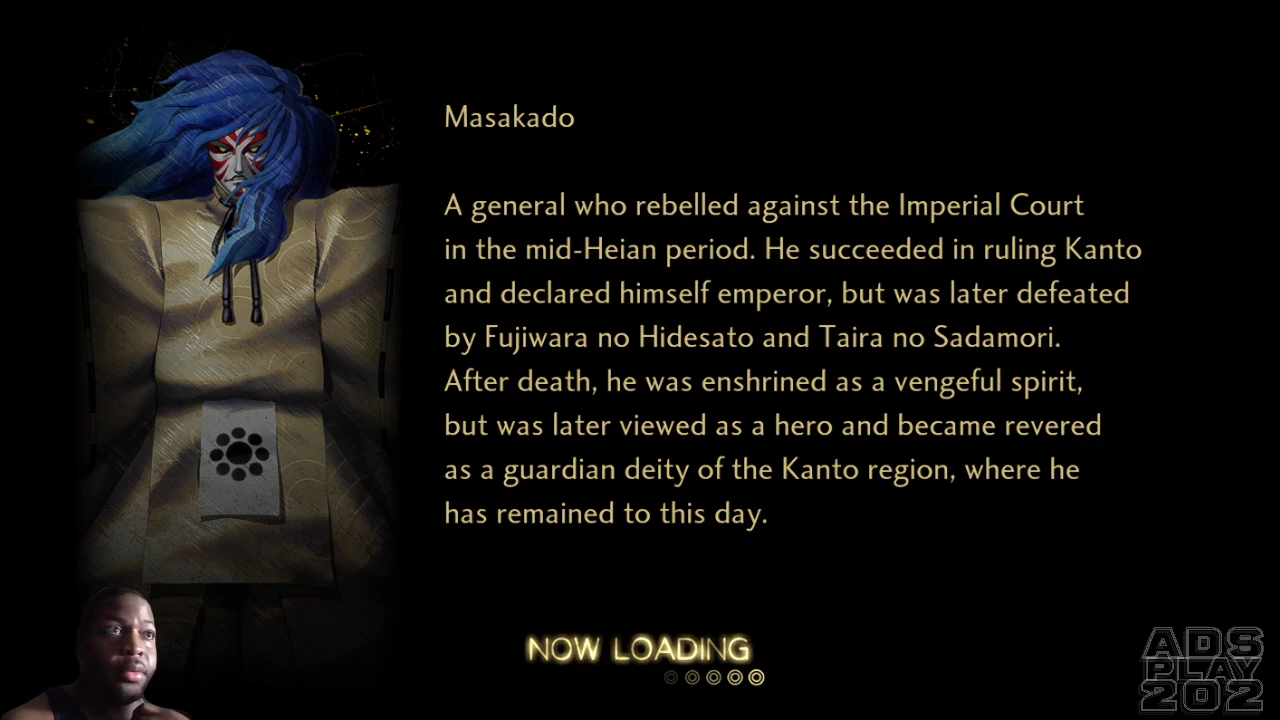 Masakado
A general who rebelled against the Imperial Court
in the mid-Heian period. He succeeded in ruling Kanto
and declared himself emperor, but was later defeated
by Fujiwara no Hidesato and Taira no Sadamori.
After death, he was enshrined as a vengeful spirit,
but was later viewed as a hero and became revered
as a guardian deity of the Kanto region, where he
has remained to this day.
NOW LOADING
ADS
PLAY
202